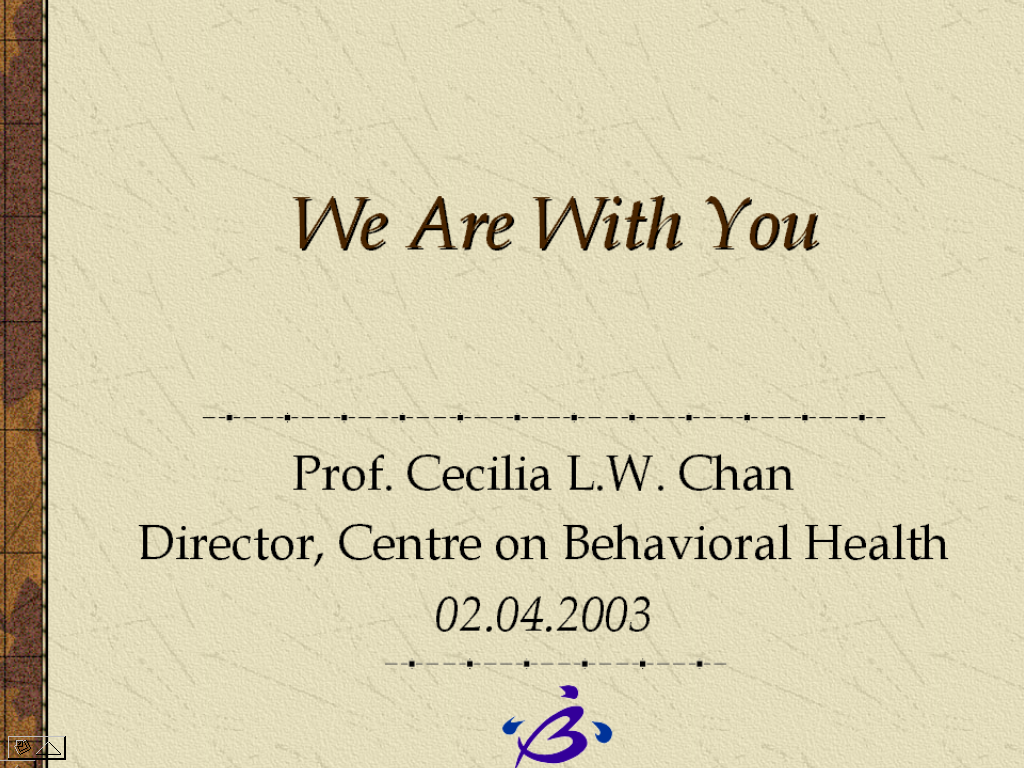 We Are With You
Prof. Cecilia L.W. Chan
Director, Centre on Behavioral Health
02.04.2003